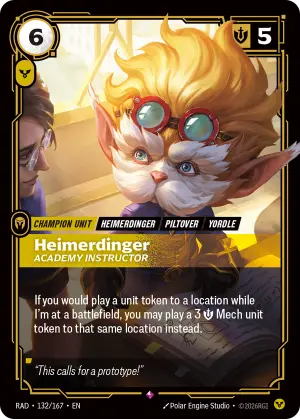 6
5
CHAMPION UNIT HEIMERDINGER PILTOVER YORDLE
Heimerdinger
ACADEMY INSTRUCTOR
If you would play a unit token to a location while
I'm at a battlefield, you may play a 3 Mech unit
token to that same location instead.
"This calls for a prototype!"
RAD • 132/167 • EN
Polar Engine Studio • ©2026RGI